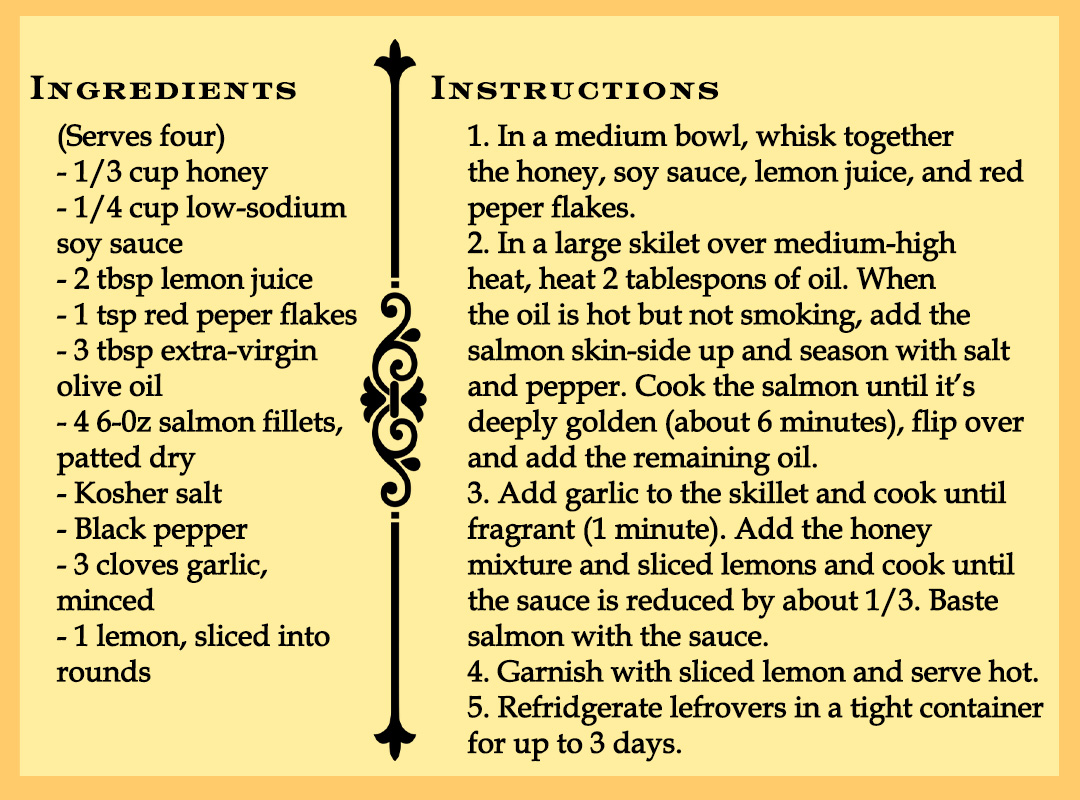 INGREDIENTS
(Serves four)
- 1/3 cup honey
- 1/4 cup low-sodium
soy sauce
- 2 tbsp lemon juice
- 1 tsp red peper flakes
- 3 tbsp extra-virgin
olive oil
- 4 6-0z salmon fillets,
patted dry
- Kosher salt
- Black pepper
- 3 cloves garlic,
minced
- 1 lemon, sliced into
rounds
INSTRUCTIONS
1. In a medium bowl, whisk together
the honey, soy sauce, lemon juice, and red
peper flakes.
2. In a large skilet over medium-high
heat, heat 2 tablespons of oil. When
the oil is hot but not smoking, add the
salmon skin-side up and season with salt
and pepper. Cook the salmon until it’s
deeply golden (about 6 minutes), flip over
and add the remaining oil.
3. Add garlic to the skillet and cook until
fragrant (1 minute). Add the honey
mixture and sliced lemons and cook until
the sauce is reduced by about 1/3. Baste
salmon with the sauce.
4. Garnish with sliced lemon and serve hot.
5. Refridgerate lefrovers in a tight container
for up to 3 days.